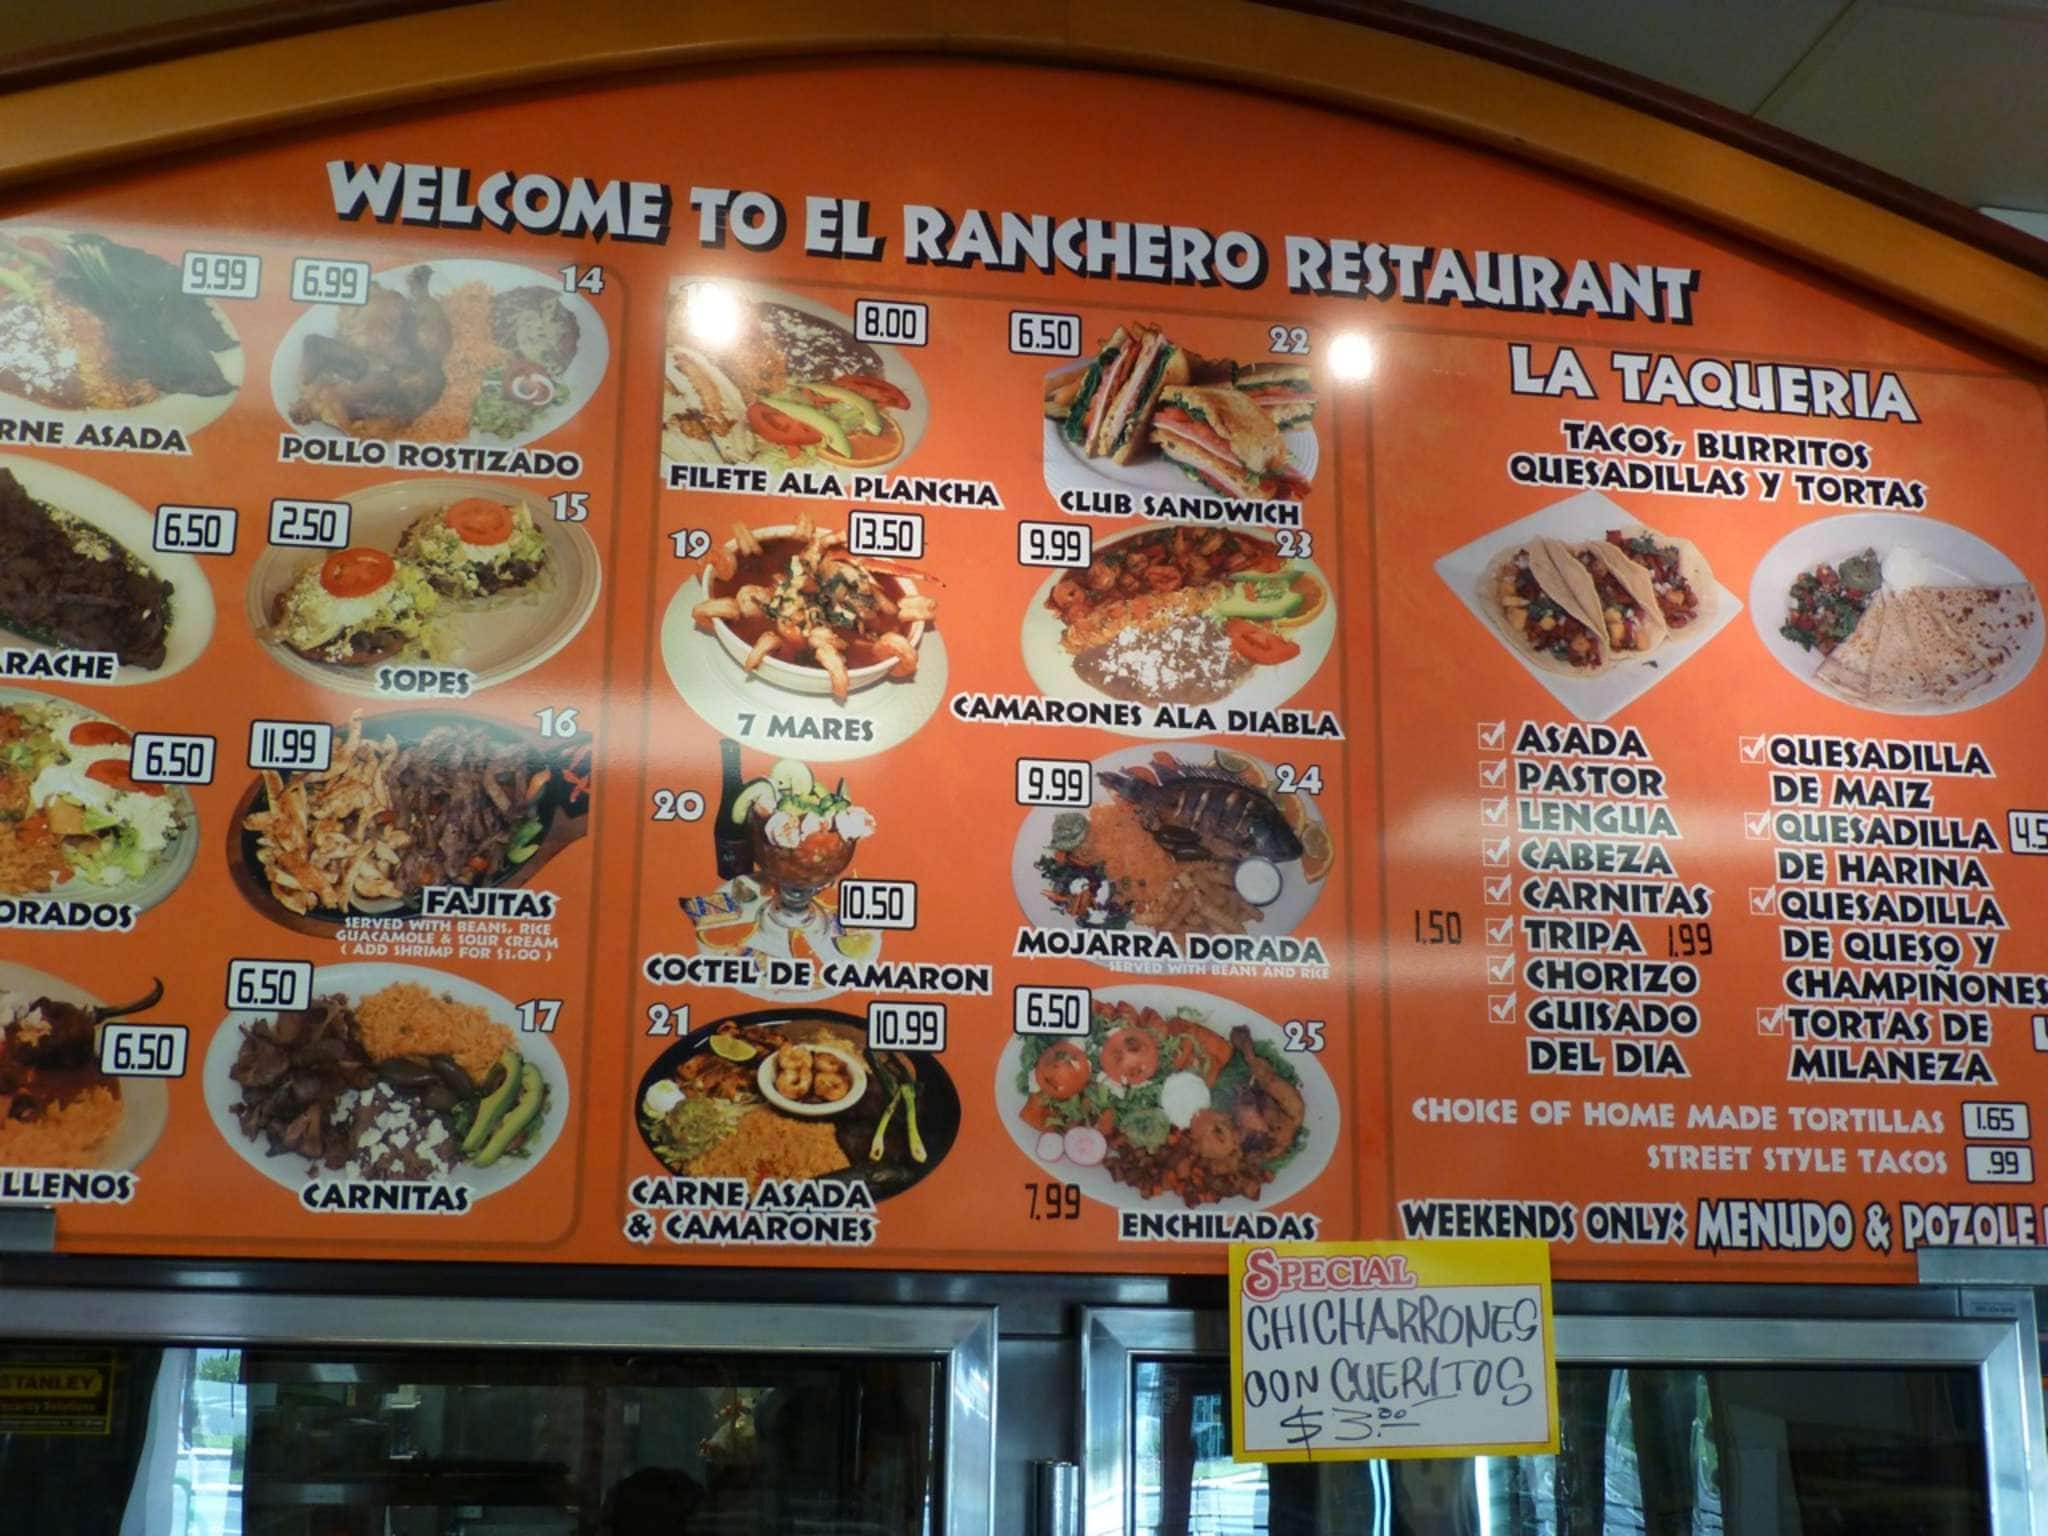 WELCOME TO EL RANCHERO RESTAURANT
9.99
RNE ASADA
6.50
RACHE
6.50
ORADOS
6.50
LLENOS
6.99
14
POLLO ROSTIZADO
2.50
15
SOPES
11.99
16
FAJITAS
SERVED WITH BEANS, RICE
GUACAMOLE & SOUR CREAM
( ADD SHRIMP FOR $1.00 )
6.50
17
CARNITAS
8.00
FILETE ALA PLANCHA
19
13.50
7 MARES
20
10.50
COCTEL DE CAMARON
21
10.99
CARNE ASADA
& CAMARONES
6.50
22
CLUB SANDWICH
9.99
23
CAMARONES ALA DIABLA
9.99
24
MOJARRA DORADA
SERVED WITH BEANS AND RICE
6.50
25
7.99
ENCHILADAS
LA TAQUERIA
TACOS, BURRITOS
QUESADILLAS Y TORTAS
ASADA
PASTOR
LENGUA
CABEZA
CARNITAS
1.50 TRIPA 1.99
CHORIZO
GUISADO
DEL DIA
QUESADILLA
DE MAIZ
QUESADILLA 4.5
DE HARINA
QUESADILLA
DE QUESO Y
CHAMPIÑONES
TORTAS DE
MILANEZA
CHOICE OF HOME MADE TORTILLAS 1.65
STREET STYLE TACOS .99
WEEKENDS ONLY: MENUDO & POZOLE
SPECIAL
CHICHARRONES
CON CUERITOS
$3.00
STANLEY
Security Solutions